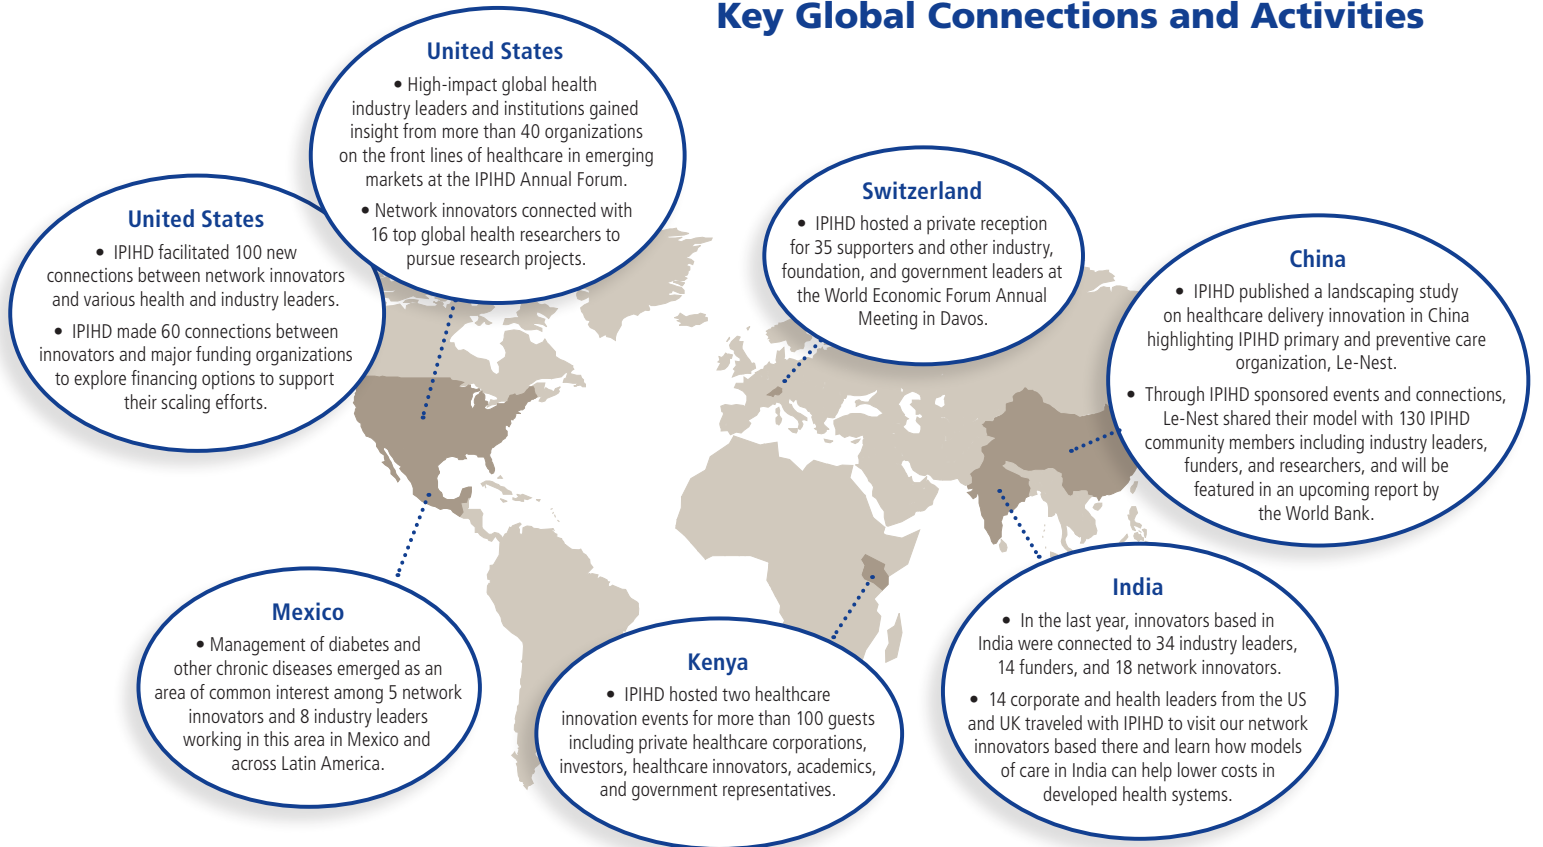 Key Global Connections and Activities
United States
• High-impact global health
industry leaders and institutions gained
insight from more than 40 organizations
on the front lines of healthcare in emerging
markets at the IPIHD Annual Forum.
• Network innovators connected with
16 top global health researchers to
pursue research projects.
United States
• IPIHD facilitated 100 new
connections between network innovators
and various health and industry leaders.
• IPIHD made 60 connections between
innovators and major funding organizations
to explore financing options to support
their scaling efforts.
Switzerland
• IPIHD hosted a private reception
for 35 supporters and other industry,
foundation, and government leaders at
the World Economic Forum Annual
Meeting in Davos.
China
• IPIHD published a landscaping study
on healthcare delivery innovation in China
highlighting IPIHD primary and preventive care
organization, Le-Nest.
• Through IPIHD sponsored events and connections,
Le-Nest shared their model with 130 IPIHD
community members including industry leaders,
funders, and researchers, and will be
featured in an upcoming report by
the World Bank.
Mexico
• Management of diabetes and
other chronic diseases emerged as an
area of common interest among 5 network
innovators and 8 industry leaders
working in this area in Mexico and
across Latin America.
Kenya
• IPIHD hosted two healthcare
innovation events for more than 100 guests
including private healthcare corporations,
investors, healthcare innovators, academics,
and government representatives.
India
• In the last year, innovators based in
India were connected to 34 industry leaders,
14 funders, and 18 network innovators.
• 14 corporate and health leaders from the US
and UK traveled with IPIHD to visit our network
innovators based there and learn how models
of care in India can help lower costs in
developed health systems.